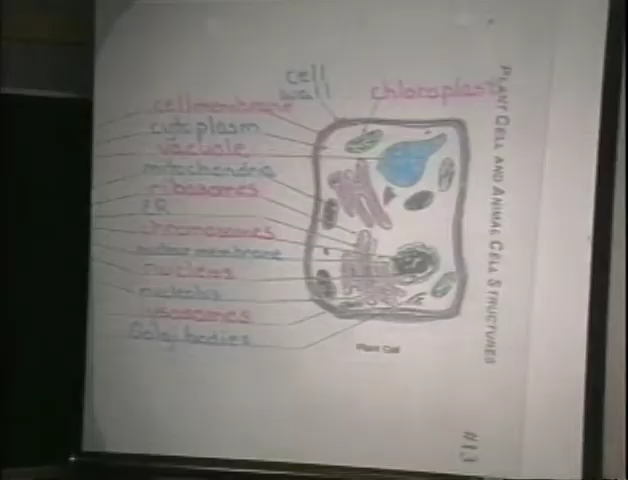 PLANT CELL AND ANIMAL CELL STRUCTURES
cell wall
chloroplast
cell membrane
cytoplasm
vacuole
mitochondria
ribosomes
ER
chromosomes
nuclear membrane
nucleus
nucleolus
lysosomes
Golgi bodies
Plant Cell
#13